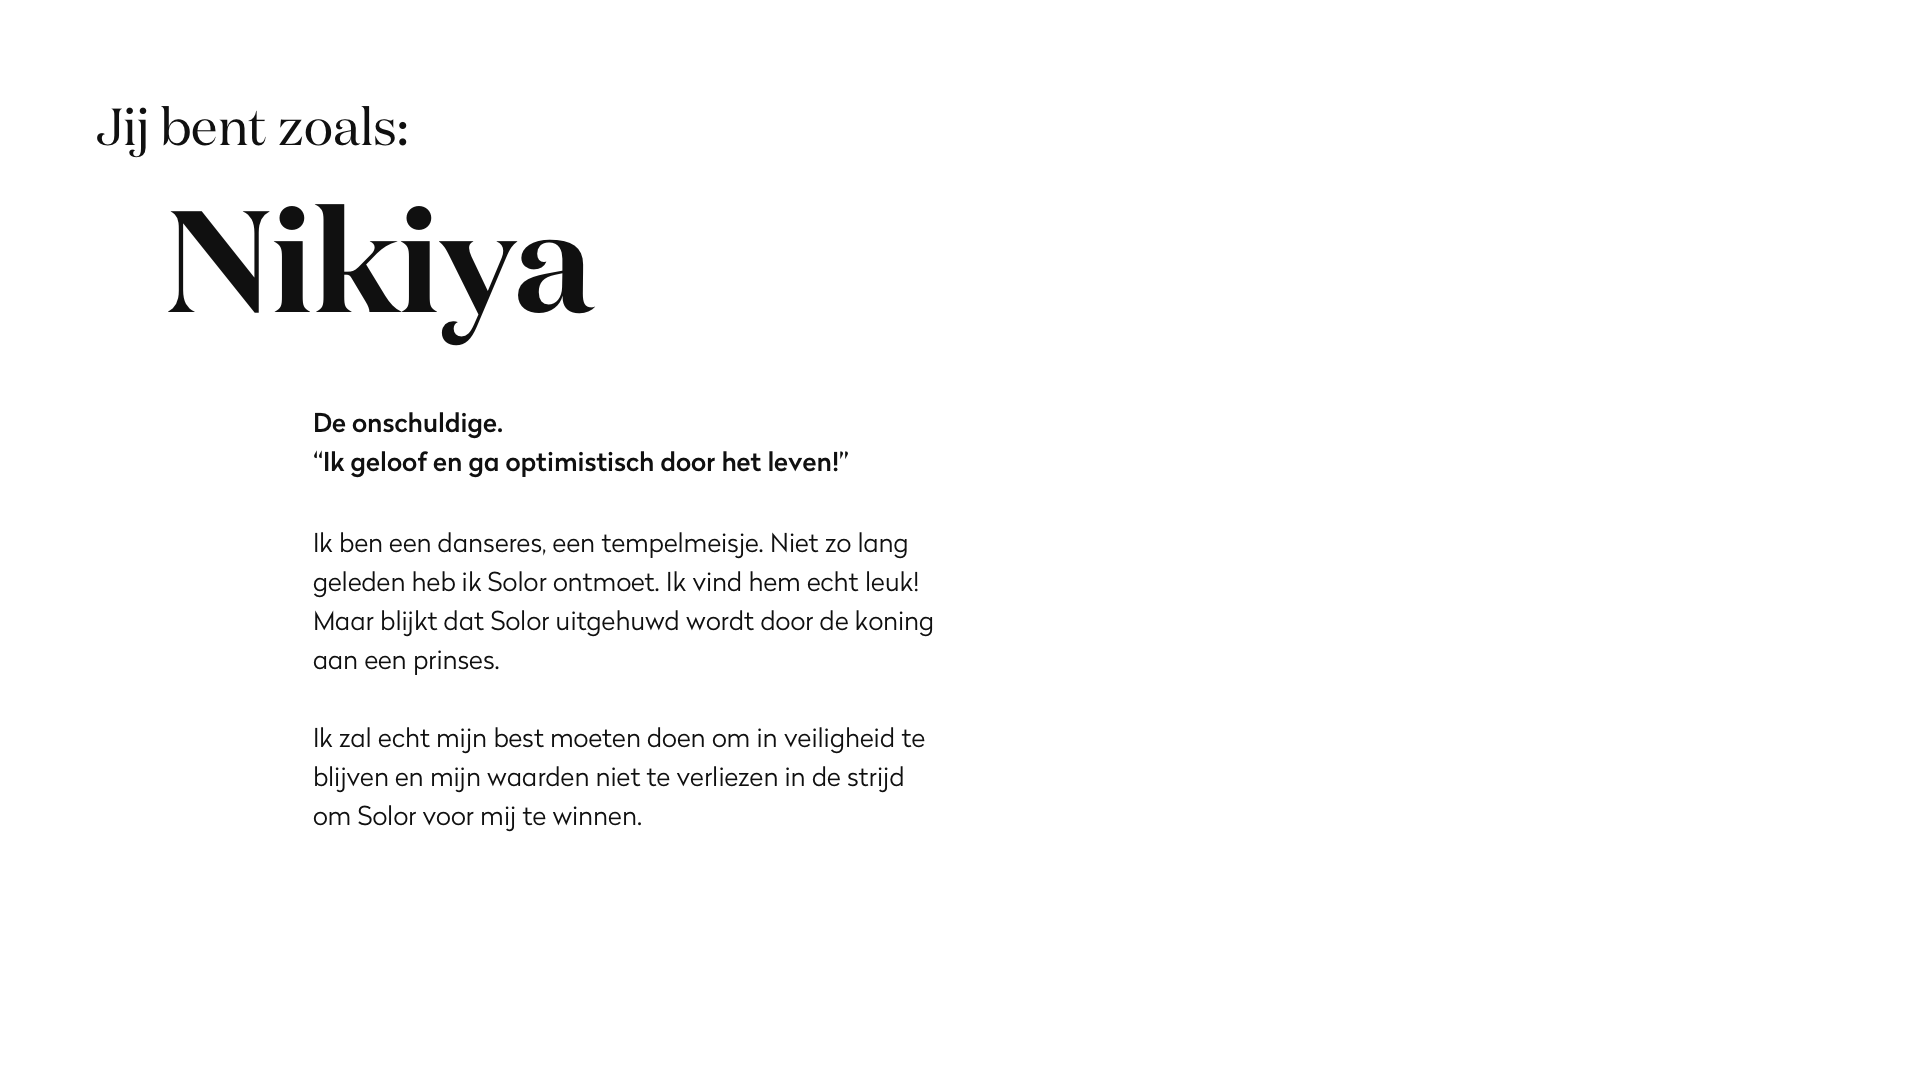 Jij bent zoals:
Nikiya
De onschuldige.
“Ik geloof en ga optimistisch door het leven!”
Ik ben een danseres, een tempelmeisje. Niet zo lang
geleden heb ik Solor ontmoet. Ik vind hem echt leuk!
Maar blijkt dat Solor uitgehuwd wordt door de koning
aan een prinses.
Ik zal echt mijn best moeten doen om in veiligheid te
blijven en mijn waarden niet te verliezen in de strijd
om Solor voor mij te winnen.